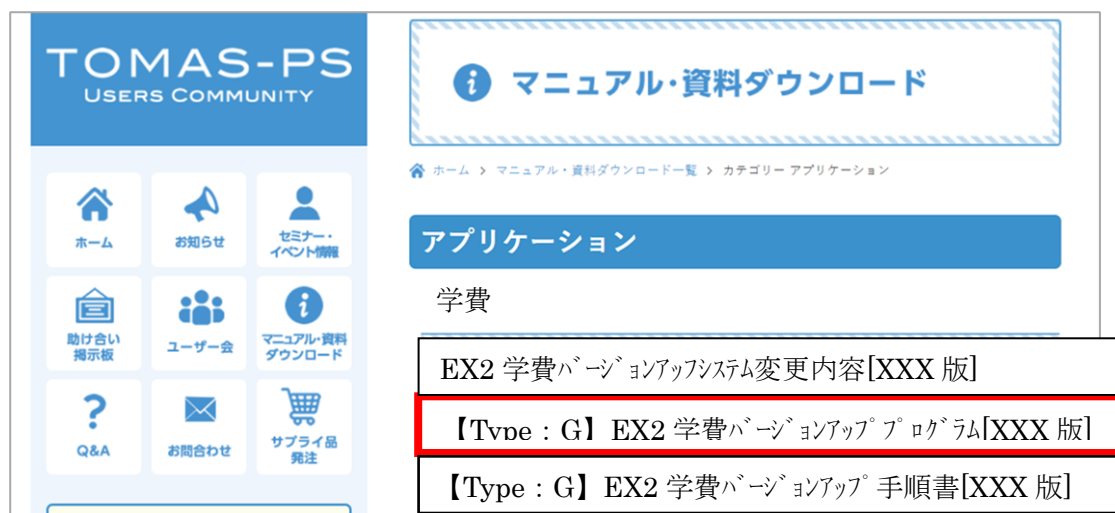 TOMAS-PS
USERS COMMUNITY
ホーム
お知らせ
セミナー・
イベント情報
助け合い
掲示板
ユーザー会
マニュアル・資料
ダウンロード
Q&A
お問合わせ
サプライ品
発注
マニュアル・資料ダウンロード
ホーム > マニュアル・資料ダウンロード一覧 > カテゴリー アプリケーション
アプリケーション
学費
EX2 学費ﾊﾞｰｼﾞｮﾝｱｯﾌﾟｼｽﾃﾑ変更内容[XXX 版]
【Type：G】EX2 学費ﾊﾞｰｼﾞｮﾝｱｯﾌﾟﾌﾟﾛｸﾞﾗﾑ[XXX 版]
【Type：G】EX2 学費ﾊﾞｰｼﾞｮﾝｱｯﾌﾟ手順書[XXX 版]